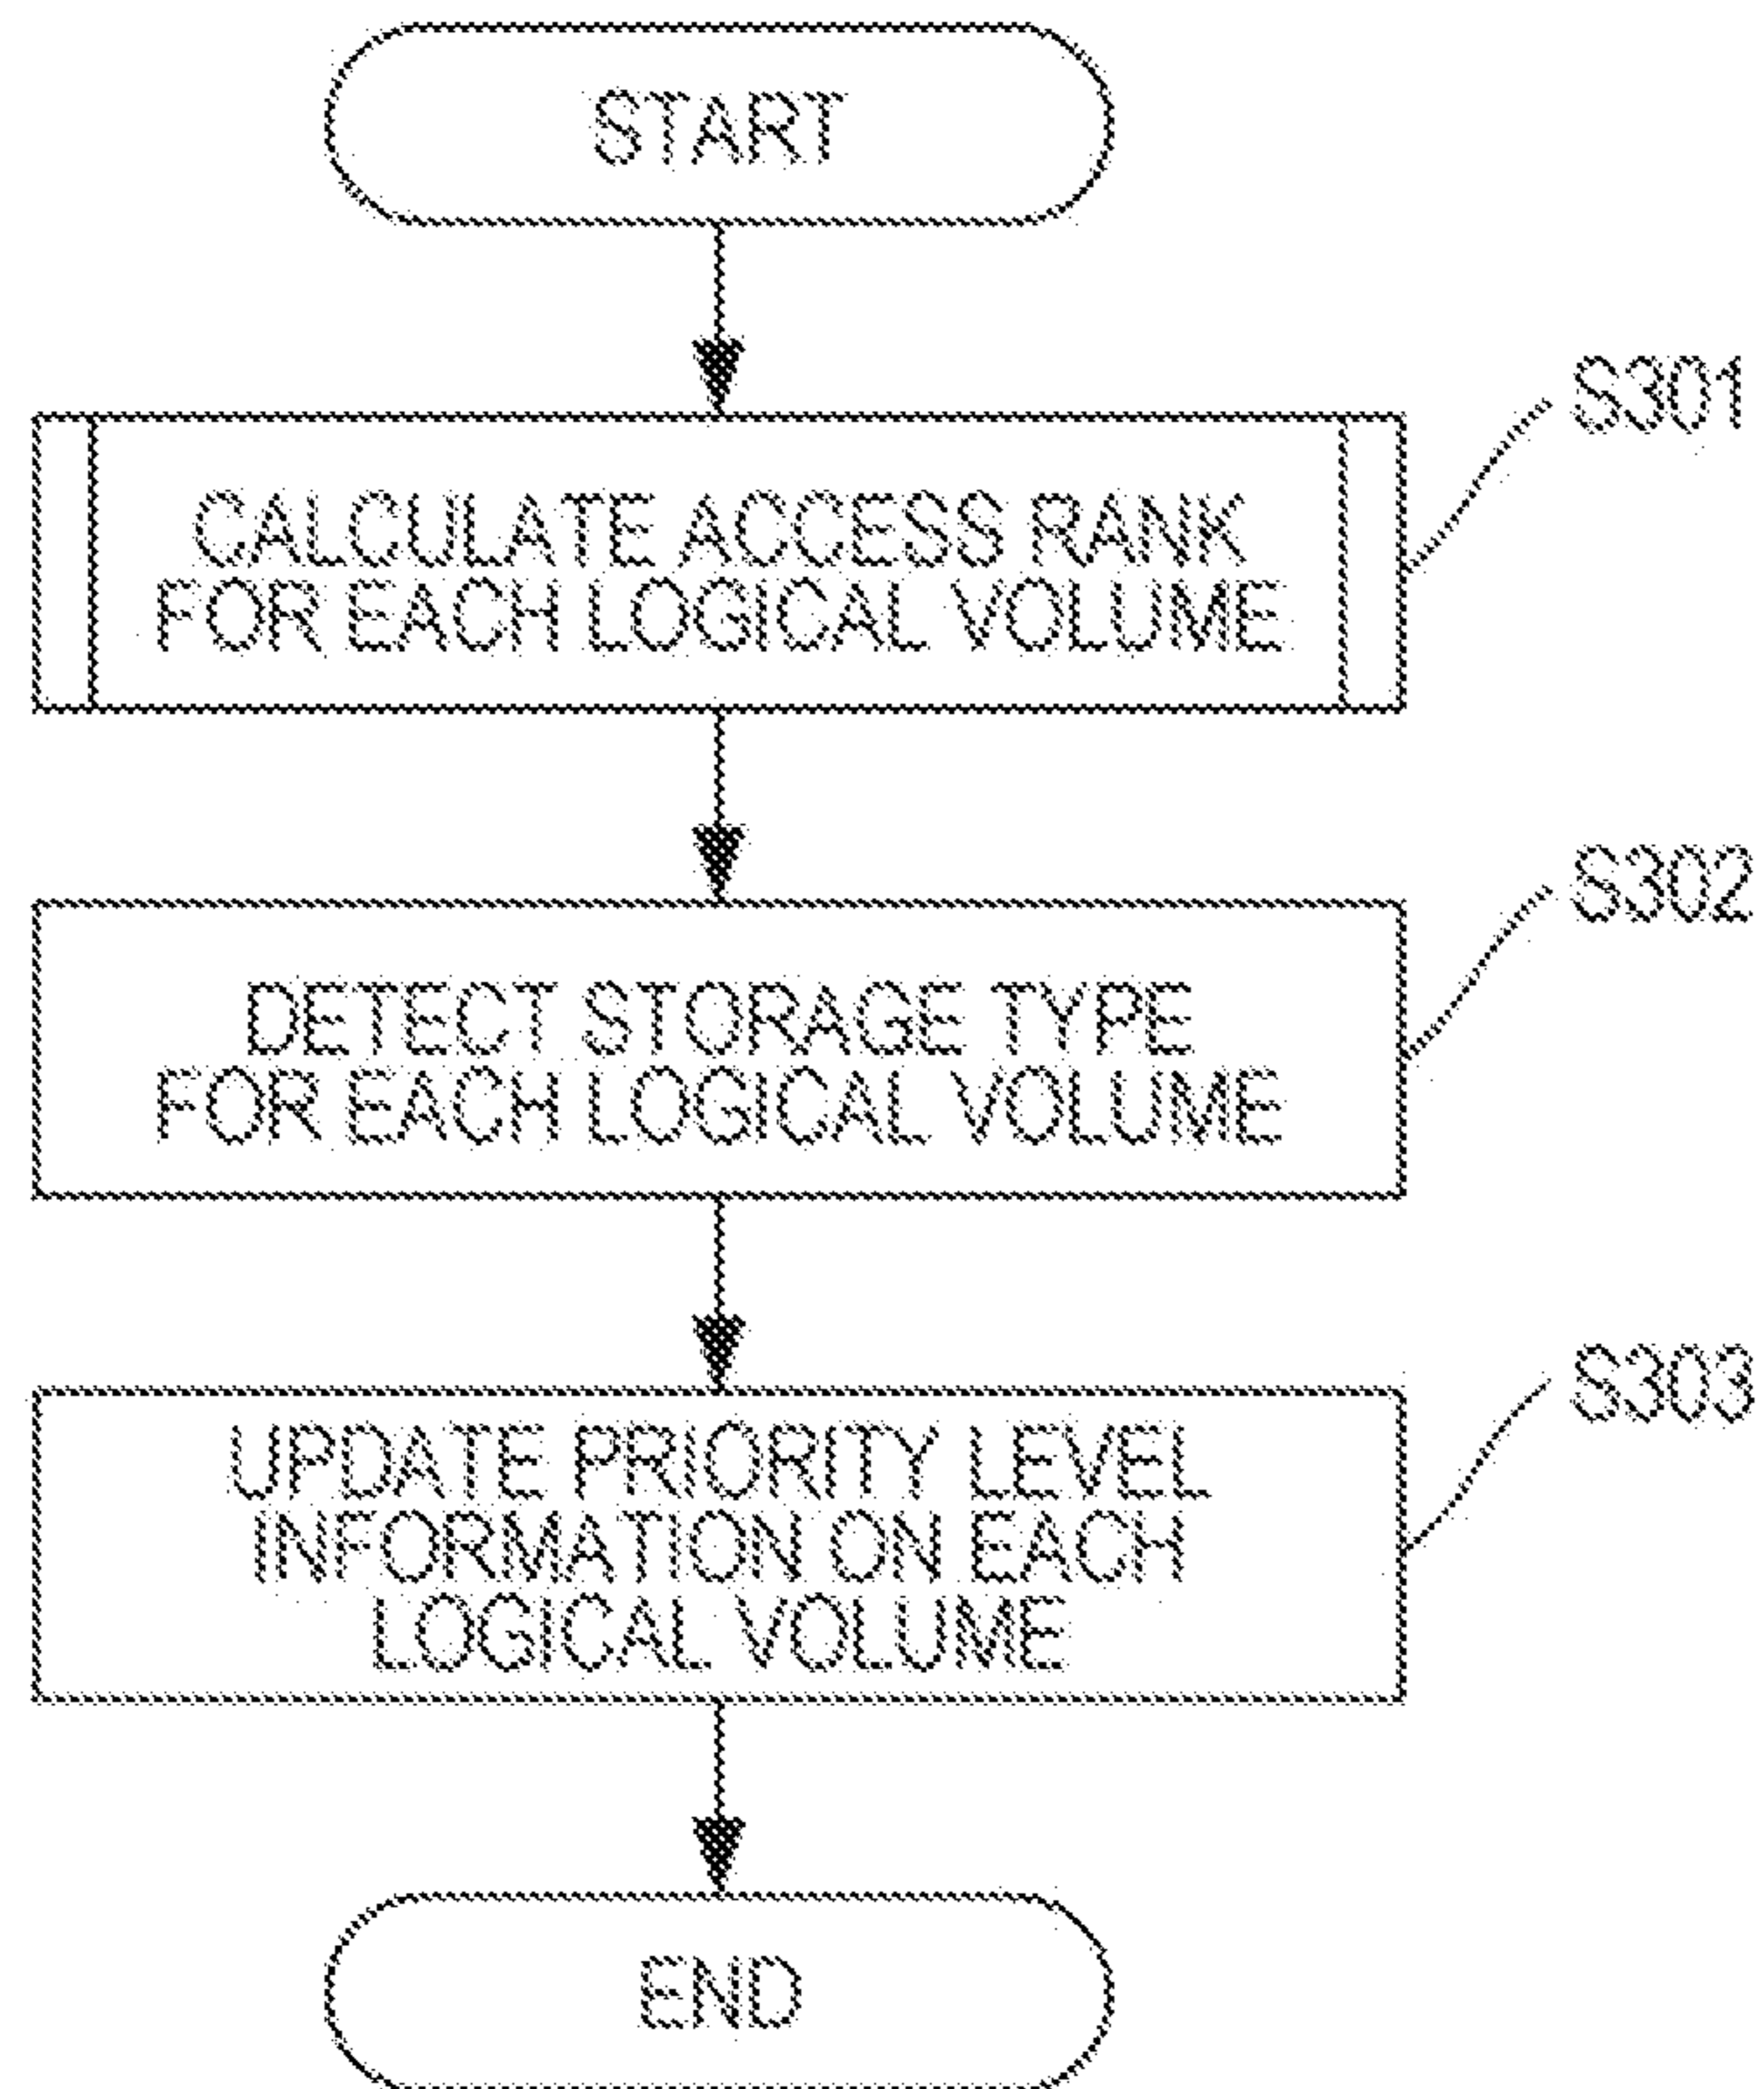 START
S301
CALCULATE ACCESS RANK
FOR EACH LOGICAL VOLUME
S302
DETECT STORAGE TYPE
FOR EACH LOGICAL VOLUME
S303
UPDATE PRIORITY LEVEL
INFORMATION ON EACH
LOGICAL VOLUME
END